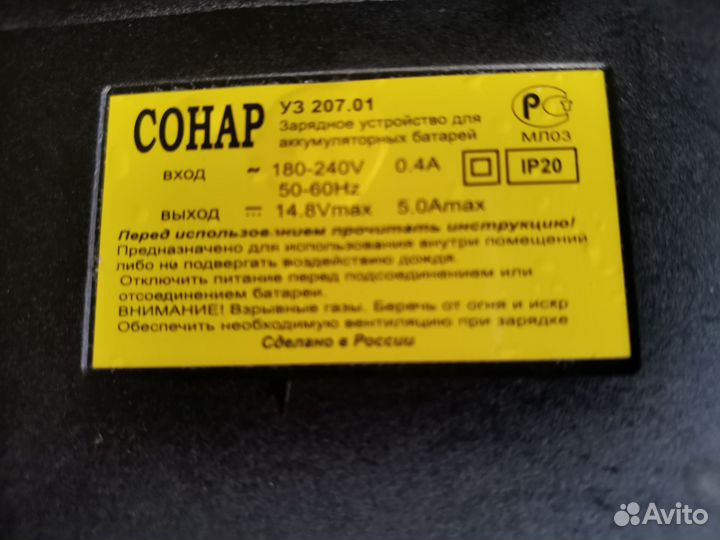 СОНАР УЗ 207.01
Зарядное устройство для
аккумуляторных батарей
МЛ03
вход ~ 180-240V 0.4A IP20
50-60Hz
выход 14.8Vmax 5.0Amax
Перед использованием прочитать инструкцию!
Предназначено для использования внутри помещений
либо ни подвергать воздействию дождя.
Отключить питание перед подсоединением или
отсоединением батареи.
ВНИМАНИЕ! Взрывные газы. Беречь от огня и искр
Обеспечить необходимую вентиляцию при зарядке
Сделано в России
Avito